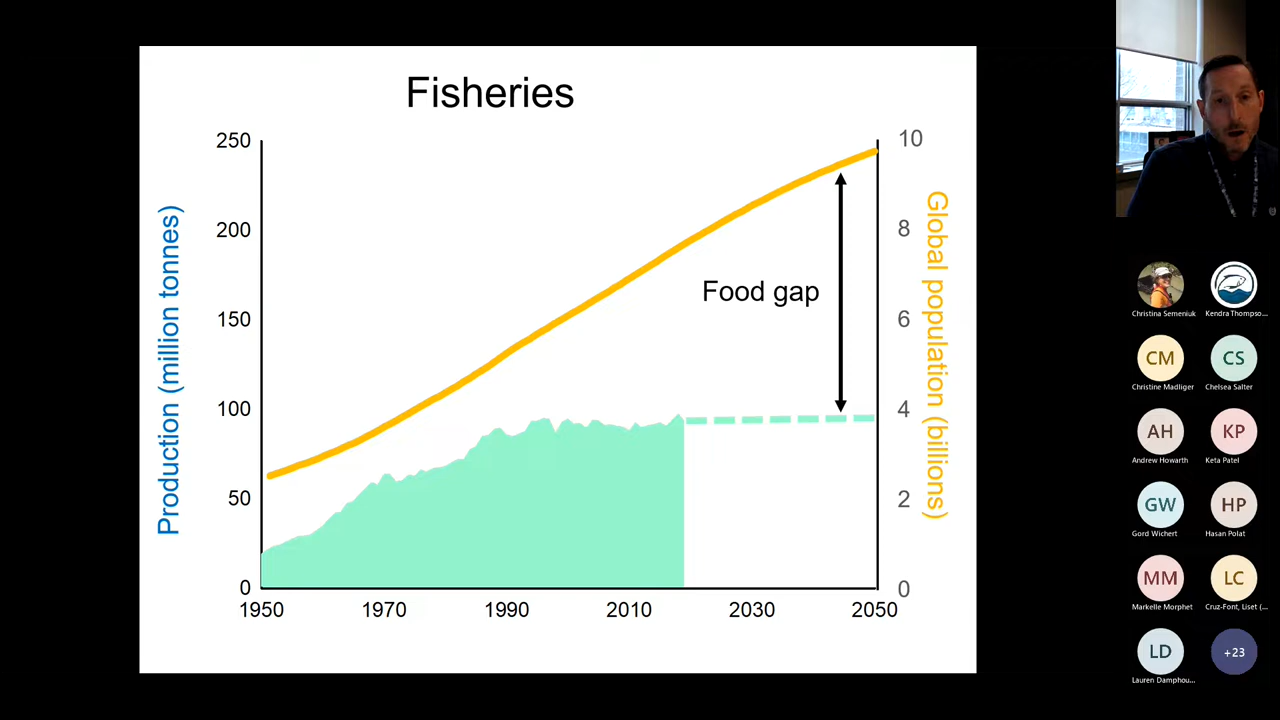 Fisheries
Production (million tonnes)
250
200
150
100
50
0
1950
1970
1990
2010
2030
2050
Food gap
10
8
6
4
2
0
Global population (billions)
Christina Semeniuk
Kendra Thompso...
CM
Christine Madliger
CS
Chelsea Salter
AH
Andrew Howarth
KP
Keta Patel
GW
Gord Wichert
HP
Hasan Polat
MM
Markelle Morphet
LC
Cruz-Font, Liset (...
LD
Lauren Damphou...
+23